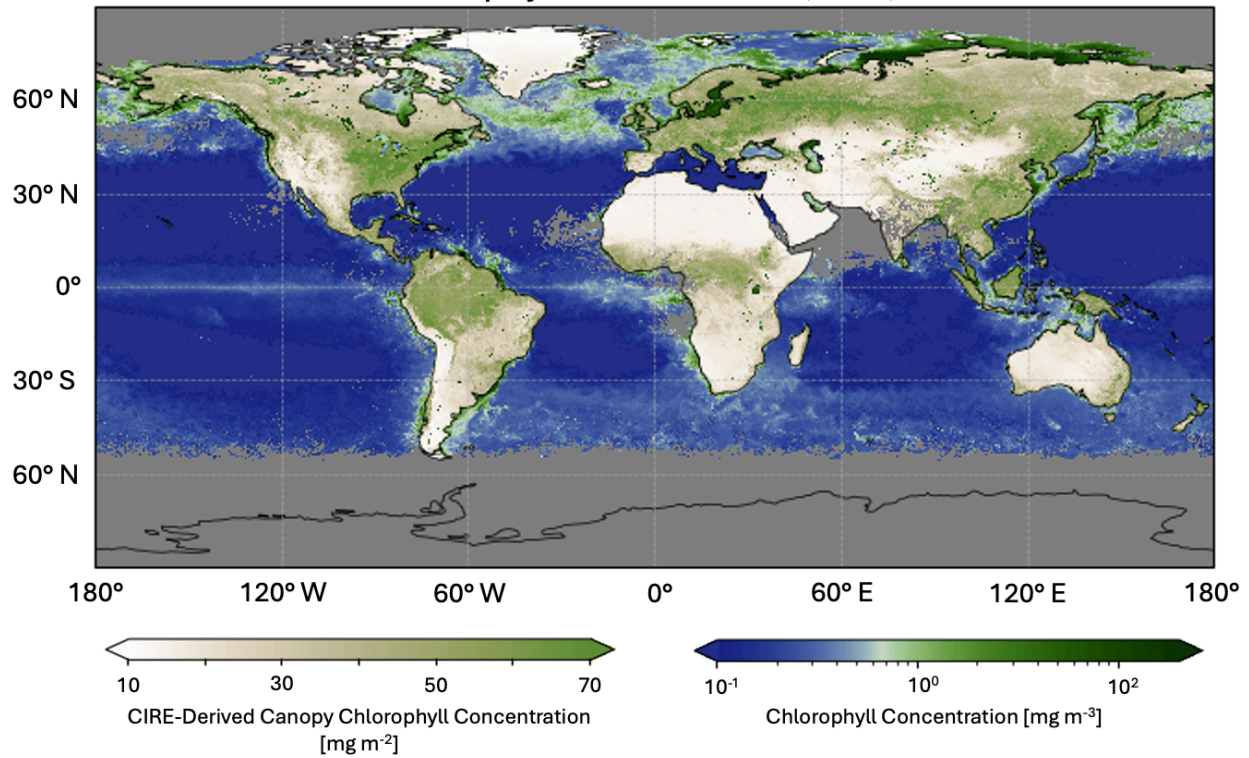 60° N
30° N
0°
30° S
60° N
180° 120° W 60° W 0° 60° E 120° E 180°
10 30 50 70
CIRE-Derived Canopy Chlorophyll Concentration
[mg m⁻²]
10⁻¹ 10⁰ 10²
Chlorophyll Concentration [mg m⁻³]